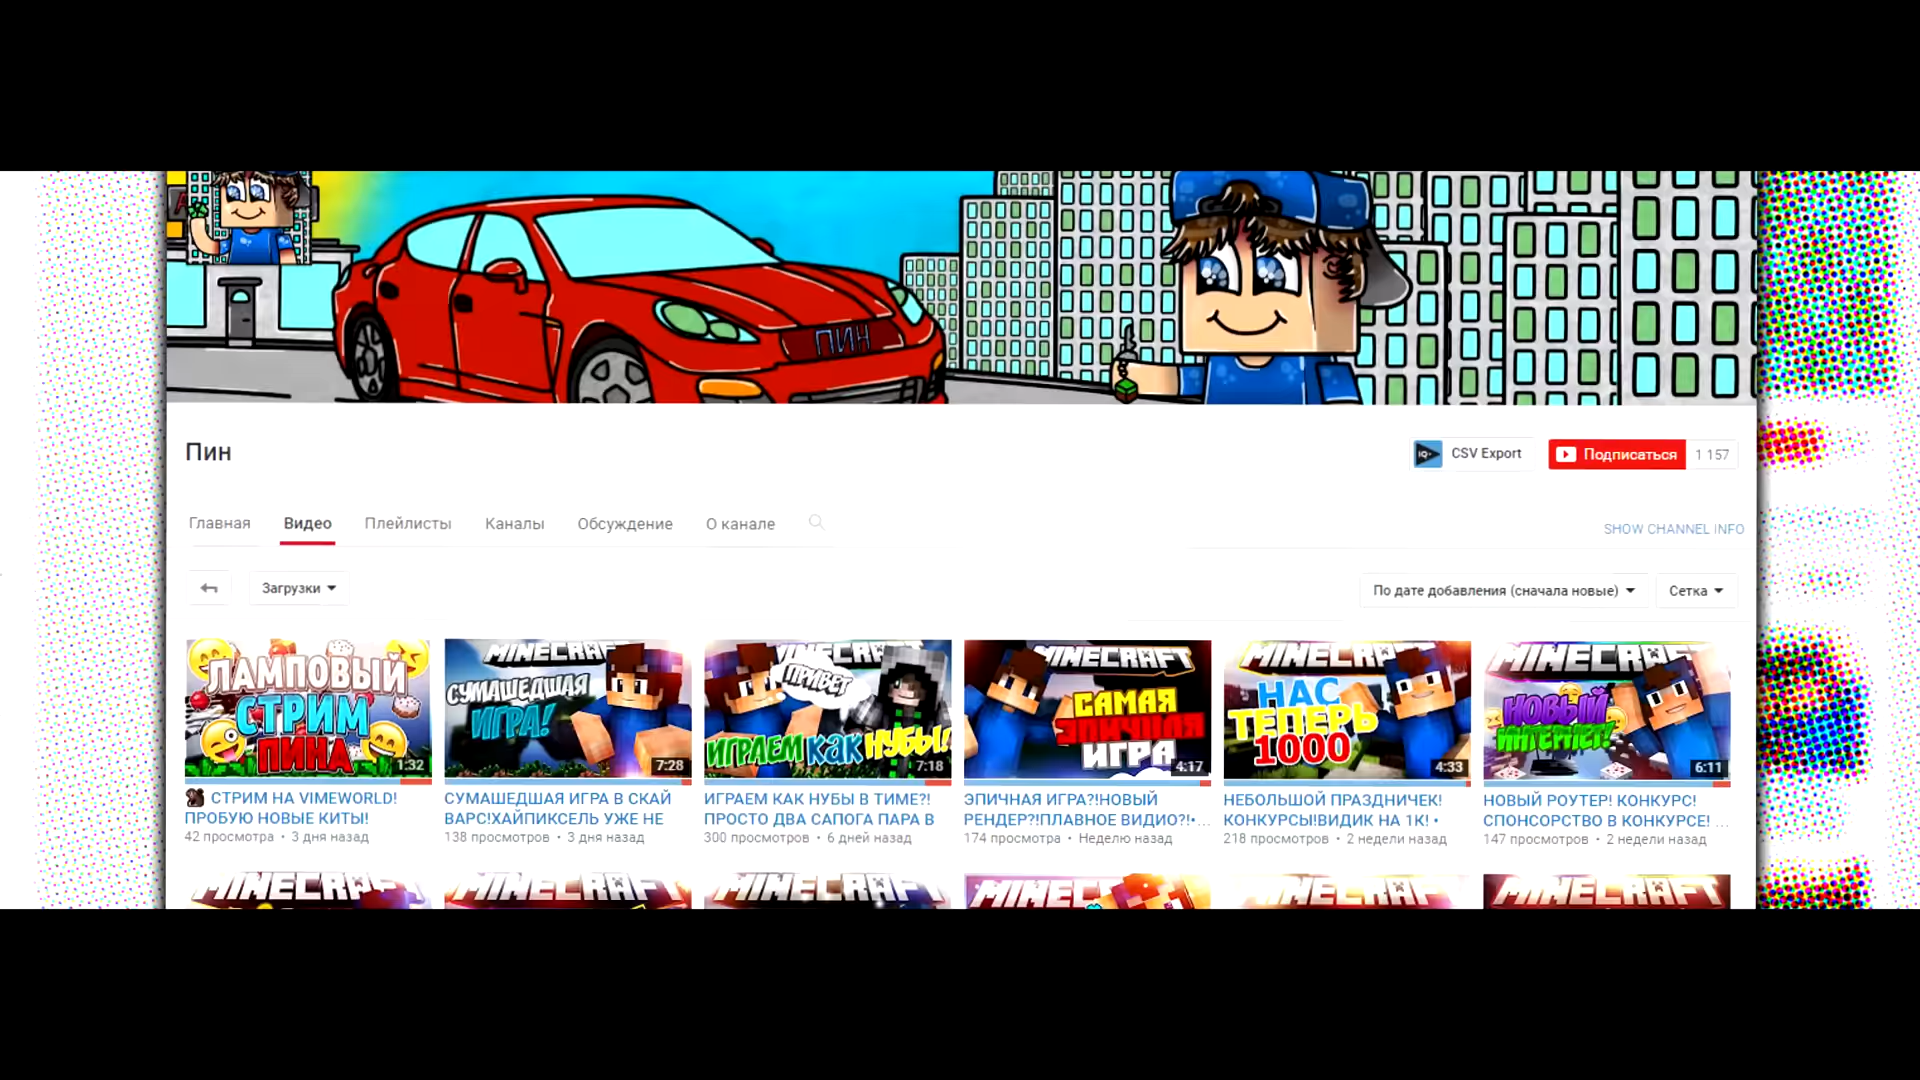 ПИН
Пин
CSV Export
Подписаться
1 157
Главная
Видео
Плейлисты
Каналы
Обсуждение
О канале
SHOW CHANNEL INFO
Загрузки
По дате добавления (сначала новые)
Сетка
ЛАМПОВЫЙ
СТРИМ
ПИНА
1:32
MINECRAFT
СУМАШЕДШАЯ
ИГРА!
7:28
MINECRAFT
ПРИВЕТ
ИГРАЕМ КАК НУБЫ!
7:18
MINECRAFT
САМАЯ
ЭПИЧНАЯ
ИГРА
4:17
MINECRAFT
НАС
ТЕПЕРЬ
1000
4:33
MINECRAFT
НОВЫЙ
ИНТЕРНЕТ!
6:11
СТРИМ НА VIMEWORLD!
ПРОБУЮ НОВЫЕ КИТЫ!
42 просмотра • 3 дня назад
СУМАШЕДШАЯ ИГРА В СКАЙ
ВАРС!ХАЙПИКСЕЛЬ УЖЕ НЕ
138 просмотров • 3 дня назад
ИГРАЕМ КАК НУБЫ В ТИМЕ?!
ПРОСТО ДВА САПОГА ПАРА В
300 просмотров • 6 дней назад
ЭПИЧНАЯ ИГРА?!НОВЫЙ
РЕНДЕР?!ПЛАВНОЕ ВИДИО?!•...
174 просмотра • Неделю назад
НЕБОЛЬШОЙ ПРАЗДНИЧЕК!
КОНКУРСЫ!ВИДИК НА 1К! •
218 просмотров • 2 недели назад
НОВЫЙ РОУТЕР! КОНКУРС!
СПОНСОРСТВО В КОНКУРСЕ! ...
147 просмотров • 2 недели назад
MINECRAFT
MINECRAFT
MINECRAFT
MINECRAFT
MINECRAFT
MINECRAFT